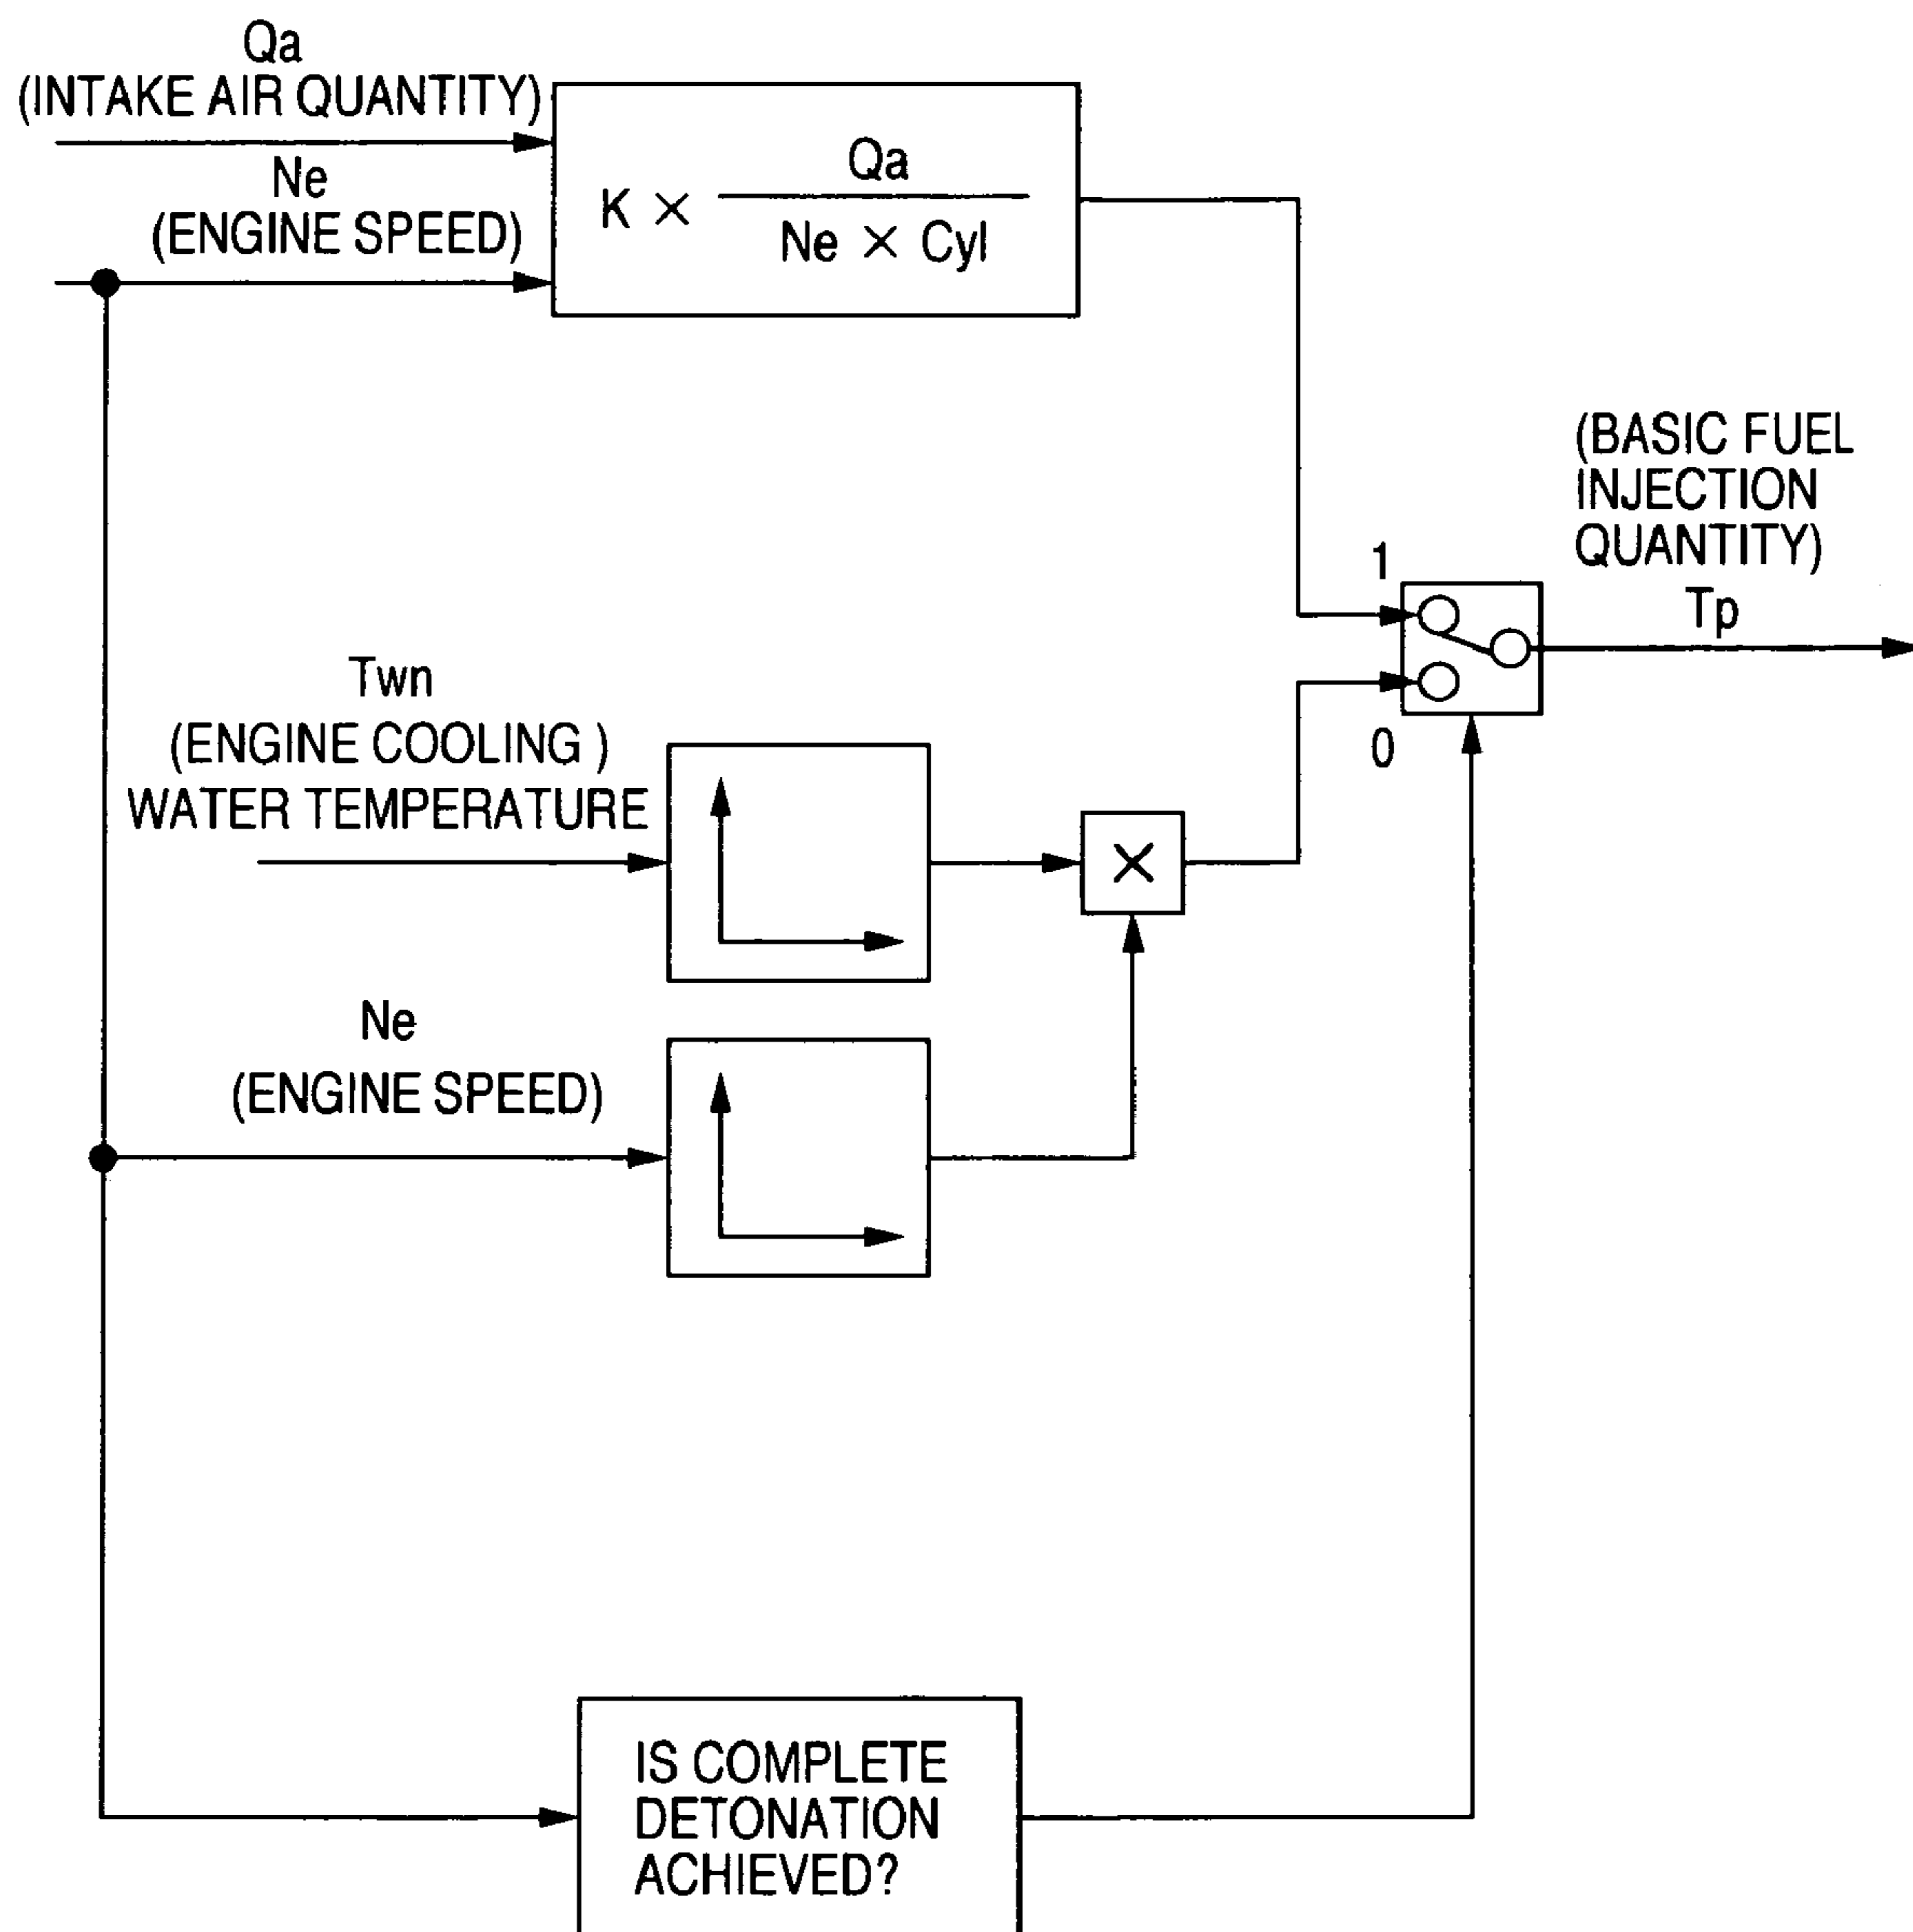 Qa
(INTAKE AIR QUANTITY)
Ne
(ENGINE SPEED)
K × Qa
Ne × Cyl
(BASIC FUEL
INJECTION
QUANTITY)
Tp
1
0
Twn
(ENGINE COOLING )
WATER TEMPERATURE
×
Ne
(ENGINE SPEED)
IS COMPLETE
DETONATION
ACHIEVED?